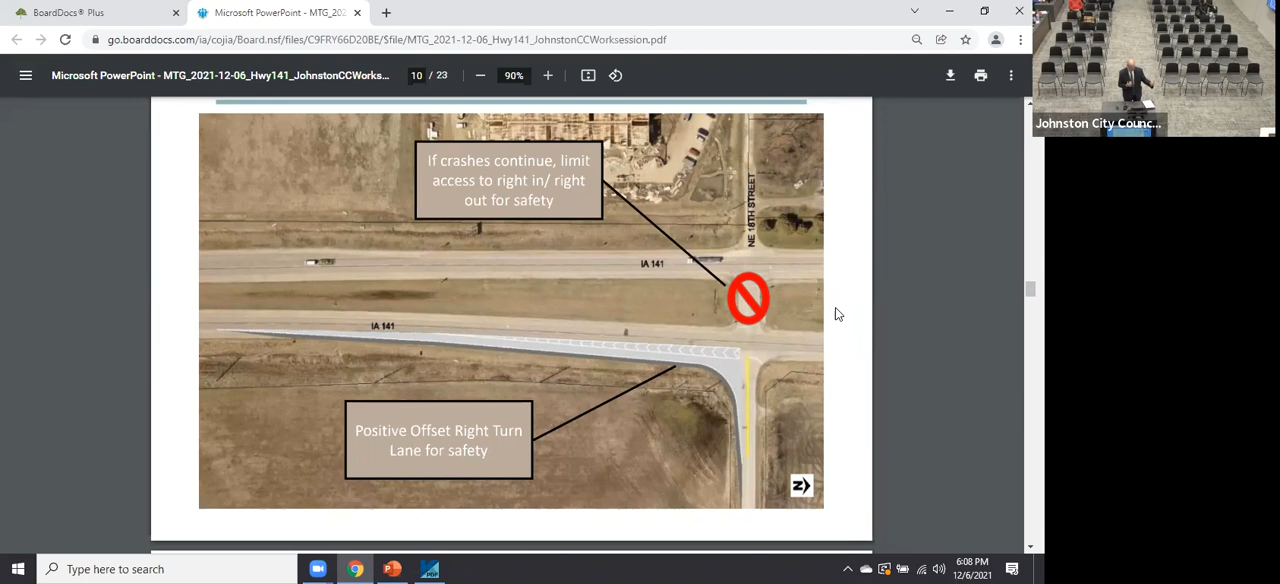 BoardDocs® Plus
Microsoft PowerPoint - MTG_202
go.boarddocs.com/ia/cojia/Board.nsf/files/C9FRY66D20BE/$file/MTG_2021-12-06_Hwy141_JohnstonCCWorksession.pdf
Microsoft PowerPoint - MTG_2021-12-06_Hwy141_JohnstonCCWorks...
10 / 23
90%
Johnston City Counc...
If crashes continue, limit
access to right in/ right
out for safety
NE 18TH STREET
IA 141
IA 141
Positive Offset Right Turn
Lane for safety
Z
Type here to search
6:08 PM
12/6/2021